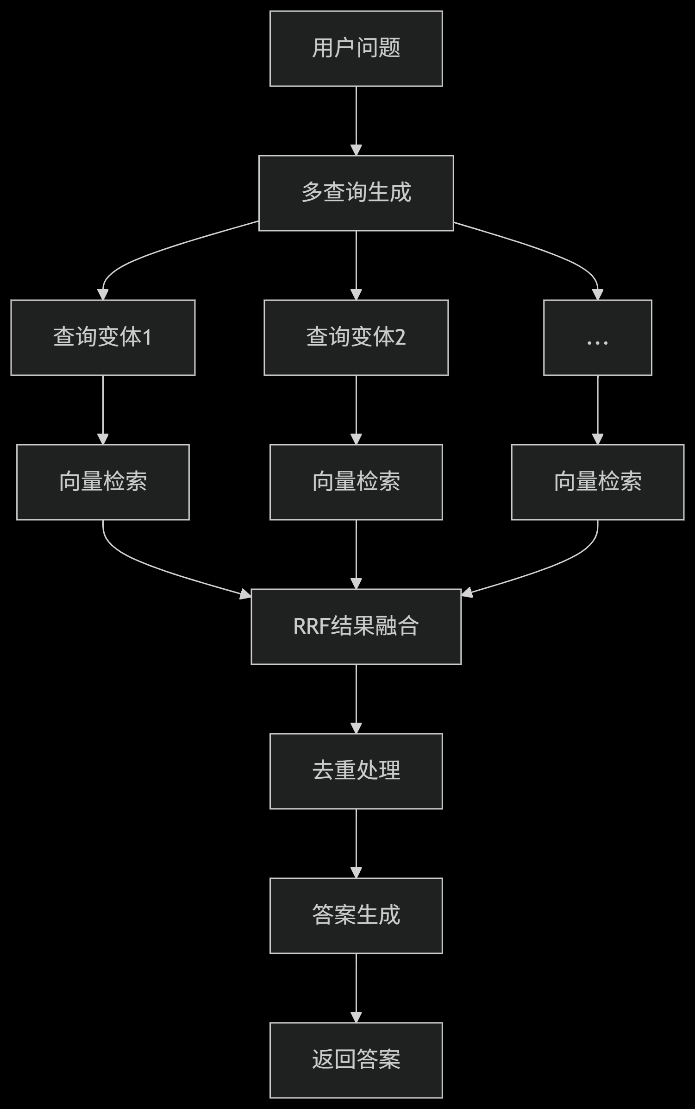 用户问题
多查询生成
查询变体1
查询变体2
...
向量检索
向量检索
向量检索
RRF结果融合
去重处理
答案生成
返回答案